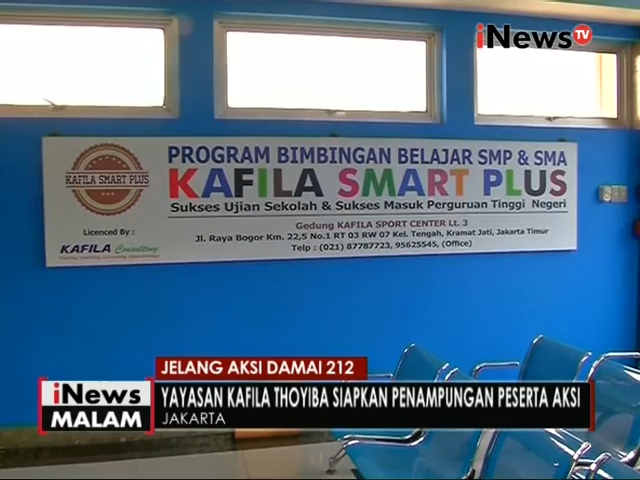 iNews TV
PROGRAM BIMBINGAN BELAJAR SMP & SMA
KAFILA SMART PLUS
KAFILA SMART PLUS
Sukses Ujian Sekolah & Sukses Masuk Perguruan Tinggi Negeri
Licenced By :
KAFILA Consulting
Gedung KAFILA SPORT CENTER Lt. 3
Jl. Raya Bogor Km. 22,5 No.1 RT 03 RW 07 Kel. Tengah, Kramat Jati, Jakarta Timur
Telp : (021) 87787723, 95625545, (Office)
JELANG AKSI DAMAI 212
iNews
MALAM
YAYASAN KAFILA THOYIBA SIAPKAN PENAMPUNGAN PESERTA AKSI
JAKARTA